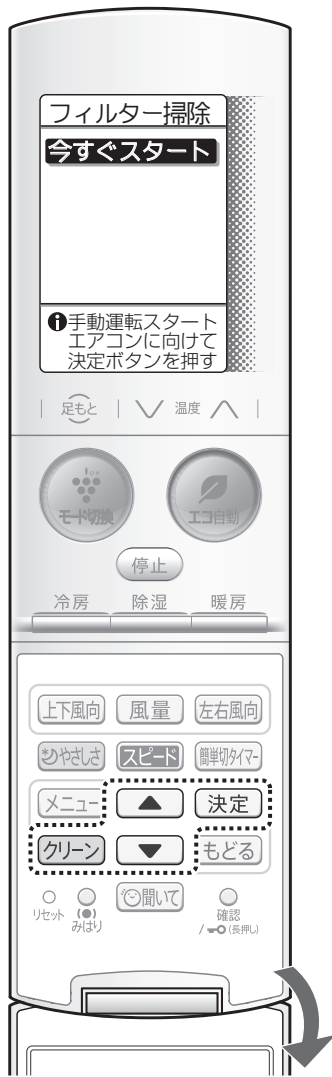 フィルター掃除
今すぐスタート
❶手動運転スタート
エアコンに向けて
決定ボタンを押す
足もと 温度
ion
モード切換 エコ自動
停止
冷房 除湿 暖房
上下風向 風量 左右風向
やさしさ スピード 簡単切タイマー
メニュー ▲ 決定
クリーン ▼ もどる
リセット みはり 聞いて 確認
/ (長押し)